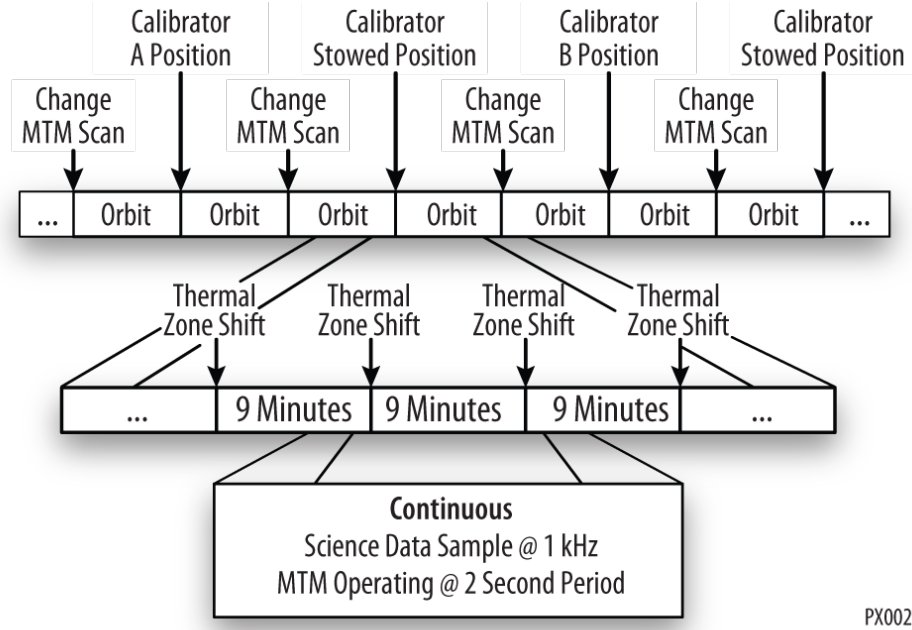 Calibrator
A Position
Calibrator
Stowed Position
Calibrator
B Position
Calibrator
Stowed Position
Change
MTM Scan
Change
MTM Scan
Change
MTM Scan
Change
MTM Scan
... Orbit Orbit Orbit Orbit Orbit Orbit Orbit ...
Thermal
Zone Shift
Thermal
Zone Shift
Thermal
Zone Shift
Thermal
Zone Shift
... 9 Minutes 9 Minutes 9 Minutes ...
Continuous
Science Data Sample @ 1 kHz
MTM Operating @ 2 Second Period
PX002